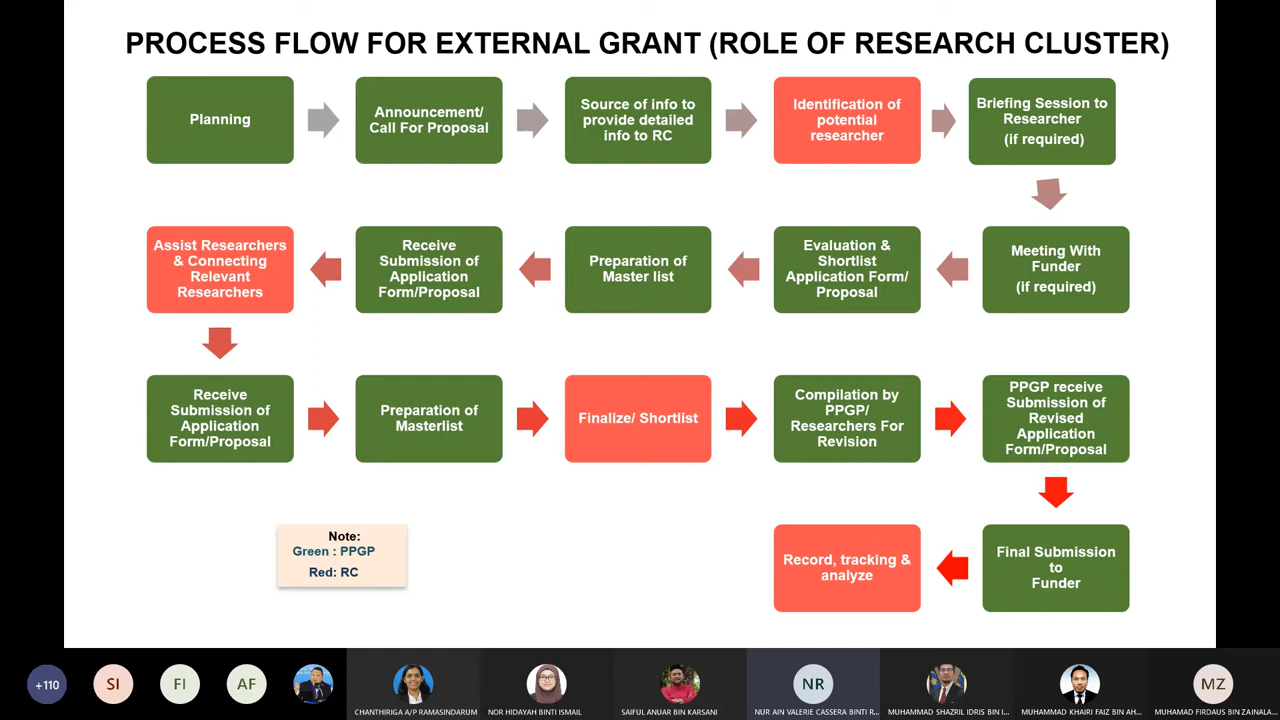 PROCESS FLOW FOR EXTERNAL GRANT (ROLE OF RESEARCH CLUSTER)
Planning
Announcement/
Call For Proposal
Source of info to
provide detailed
info to RC
Identification of
potential
researcher
Briefing Session to
Researcher
(if required)
Meeting With
Funder
(if required)
Evaluation &
Shortlist
Application Form/
Proposal
Preparation of
Master list
Receive
Submission of
Application
Form/Proposal
Assist Researchers
& Connecting
Relevant
Researchers
Receive
Submission of
Application
Form/Proposal
Preparation of
Masterlist
Finalize/ Shortlist
Compilation by
PPGP/
Researchers For
Revision
PPGP receive
Submission of
Revised
Application
Form/Proposal
Final Submission
to
Funder
Record, tracking &
analyze
Note:
Green : PPGP
Red: RC
+110
SI
FI
AF
CHANTHIRIGA A/P RAMASINDARUM
NOR HIDAYAH BINTI ISMAIL
SAIFUL ANUAR BIN KARSANI
NR
NUR AIN VALERIE CASSERA BINTI R...
MUHAMMAD SHAZRIL IDRIS BIN I...
MUHAMMAD KHAIRI FAIZ BIN AH...
MZ
MUHAMAD FIRDAUS BIN ZAINALA...